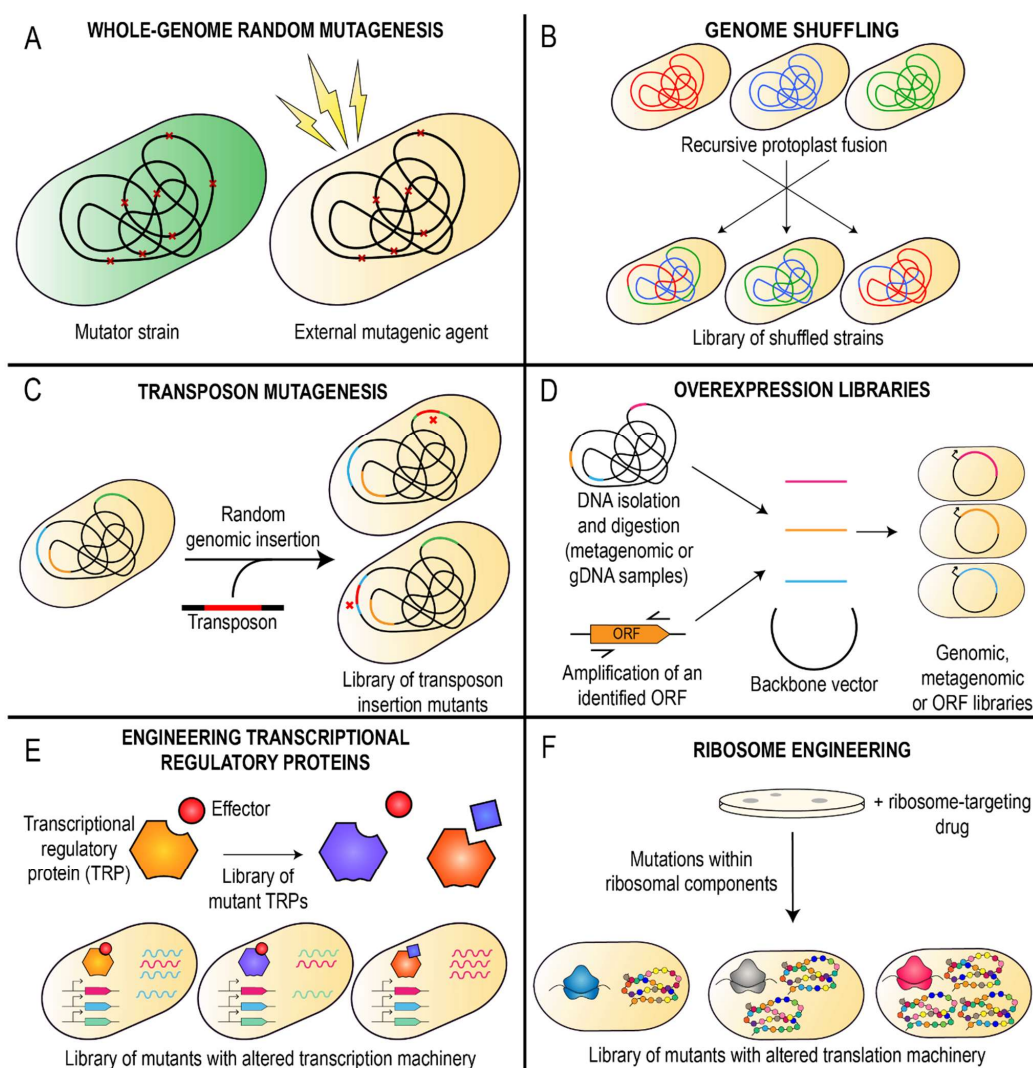 A
WHOLE-GENOME RANDOM MUTAGENESIS
Mutator strain
External mutagenic agent
B
GENOME SHUFFLING
Recursive protoplast fusion
Library of shuffled strains
C
TRANSPOSON MUTAGENESIS
Random
genomic insertion
Transposon
Library of transposon
insertion mutants
D
OVEREXPRESSION LIBRARIES
DNA isolation
and digestion
(metagenomic or
gDNA samples)
ORF
Amplification of an
identified ORF
Backbone vector
Genomic,
metagenomic
or ORF libraries
E
ENGINEERING TRANSCRIPTIONAL
REGULATORY PROTEINS
Effector
Transcriptional
regulatory
protein (TRP)
Library of
mutant TRPs
Library of mutants with altered transcription machinery
F
RIBOSOME ENGINEERING
+ ribosome-targeting
drug
Mutations within
ribosomal components
Library of mutants with altered translation machinery